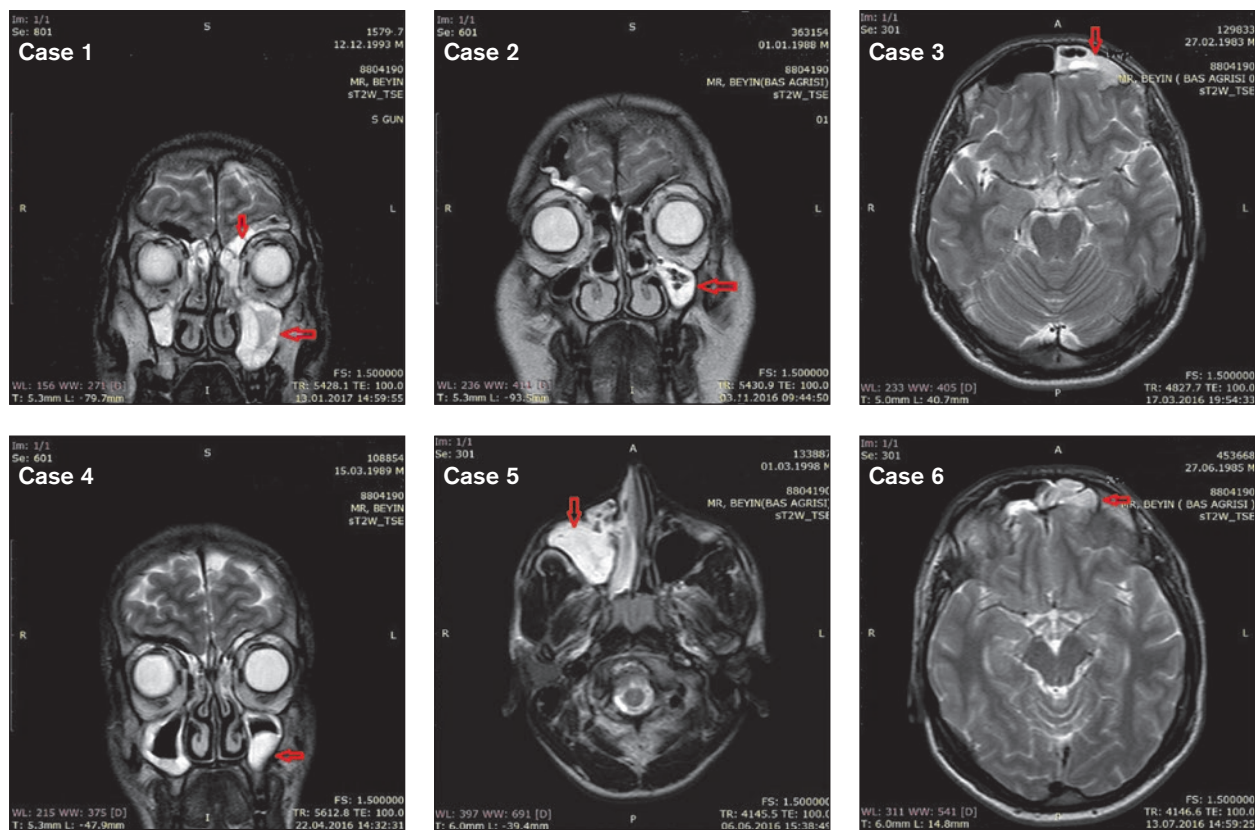 Im: 1/1
Se: 801
S
12.12.1993 M
Case 1
8804190
MR, BEYIN
sT2W_TSE
S GUN
R
L
FS: 1.500000
WL: 156 WW: 271 [D]
TR: 5428.1 TE: 100.0
T: 5.3mm L: -79.7mm
I
13.01.2017 14:59:55
Im: 1/1
Se: 601
S
363154
01.01.1988 M
Case 2
8804190
MR, BEYIN(BAS AGRISI)
sT2W_TSE
01
R
L
FS: 1.500000
WL: 236 WW: 411 [D]
TR: 5430.9 TE: 100.0
T: 5.3mm L:
I
09:44:50
Im: 1/1
Se: 301
A
129833
27.02.1983 M
Case 3
8804190
MR, BEYIN ( BAS AGRISI
sT2W_TSE
R
L
FS: 1.500000
WL: 233 WW: 405 [D]
TR: 4827.7 TE: 100.0
T: 5.0mm L: 40.7mm
P
17.03.2016 19:54:33
Im: 1/1
Se: 601
S
108854
15.03.1989 M
Case 4
8804190
MR, BEYIN
sT2W_TSE
R
L
FS: 1.500000
WL: 215 WW: 375 [D]
TR: 5612.8 TE: 100.0
T: 5.3mm L: -47.9mm
I
22.04.2016 14:32:31
Im: 1/1
Se: 301
A
133887
01.03.1998 M
Case 5
8804190
MR, BEYIN(BAS AGRISI)
sT2W_TSE
R
L
FS: 1.500000
WL: 397 WW: 691 [D]
TR: 4145.5 TE: 100.0
T: 6.0mm L: -39.4mm
P
06.06.2016 15:38:49
Im: 1/1
Se: 301
A
453668
27.06.1985 M
Case 6
8804190
MR, BEYIN ( BAS AGRISI )
sT2W_TSE
R
L
FS: 1.500000
WL: 311 WW: 541 [D]
TR: 4146.6 TE: 100.0
T: 6.0mm L: 14.8mm
P
13.07.2016 14:59:25